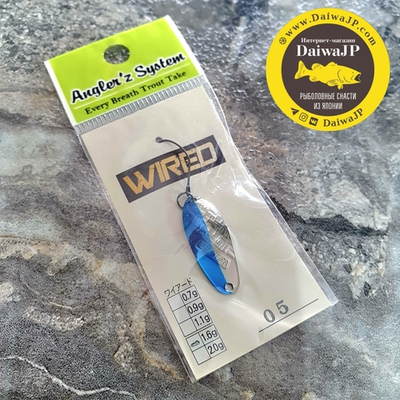 Angler'z System
Every Breath Trout Take
WIRED
ワイアード
0.7g
0.9g
1.1g
1.6g
2.0g
05
www.DaiwaJP.com
Интернет-магазин
DaiwaJP
РЫБОЛОВНЫЕ СНАСТИ
ИЗ ЯПОНИИ
DaiwaJP